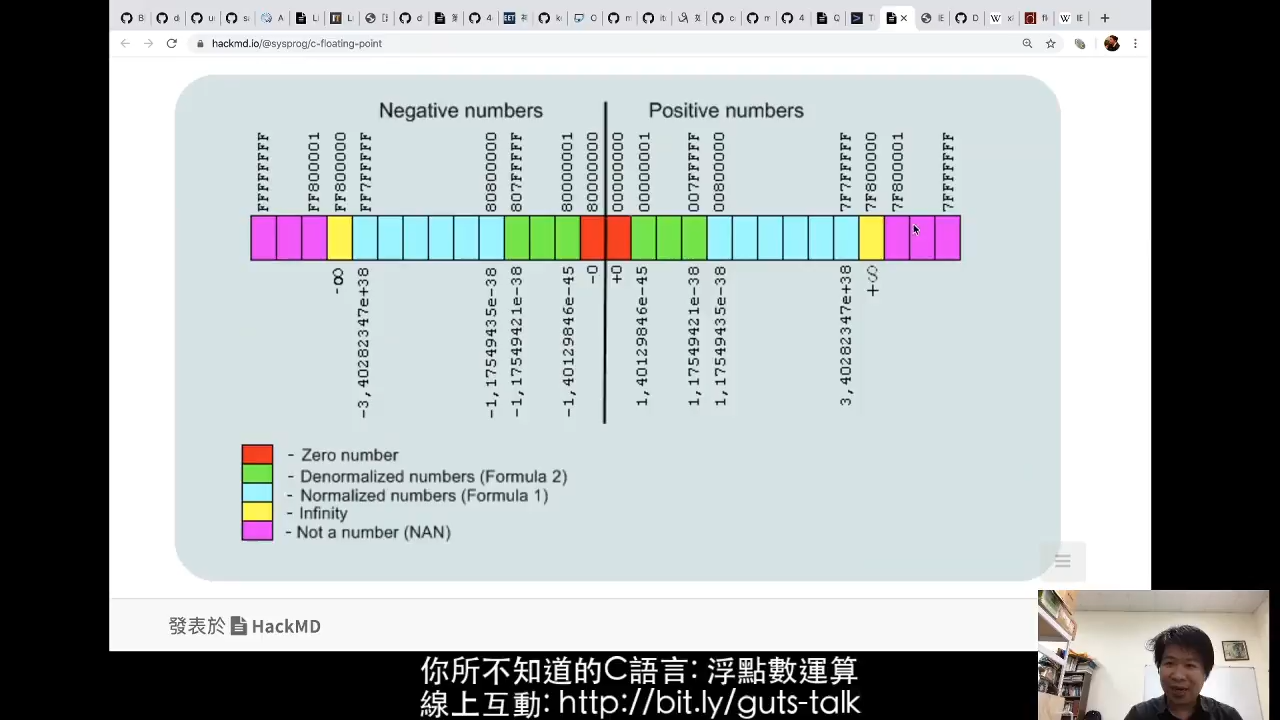 hackmd.io/@sysprog/c-floating-point
Negative numbers
Positive numbers
FFFFFFFF
FF800001
FF800000
FF7FFFFF
80800000
807FFFFF
80000001
80000000
00000000
00000001
007FFFFF
00800000
7F7FFFFF
7F800000
7F800001
7FFFFFFF
-∞
-3,40282347e+38
-1,17549435e-38
-1,17549421e-38
-1,40129846e-45
-0
+0
1,40129846e-45
1,17549421e-38
1,17549435e-38
3,40282347e+38
+∞
- Zero number
- Denormalized numbers (Formula 2)
- Normalized numbers (Formula 1)
- Infinity
- Not a number (NAN)
發表於 HackMD
你所不知道的C語言: 浮點數運算
線上互動: http://bit.ly/guts-talk